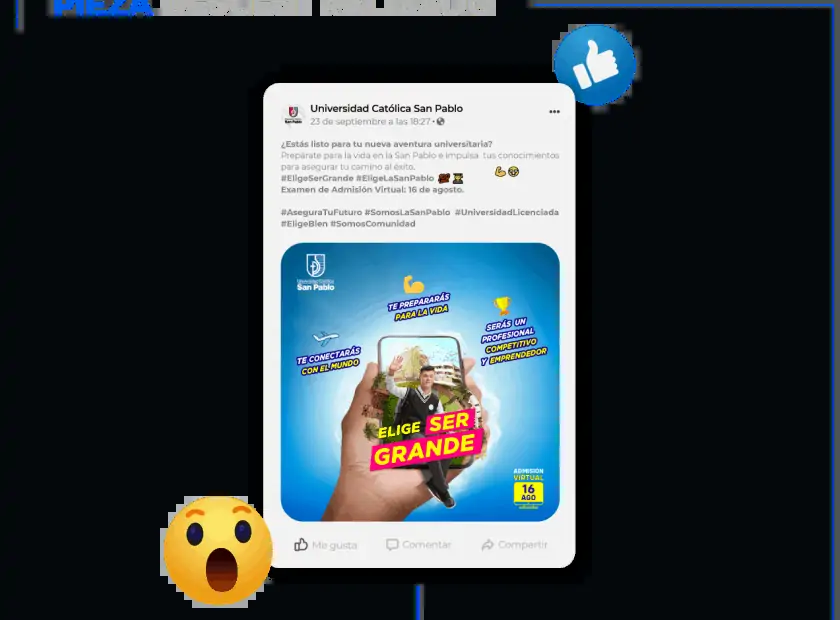 PIEZA
Universidad Católica San Pablo
23 de septiembre a las 18:27 •
¿Estás listo para tu nueva aventura universitaria?
Prepárate para la vida en la San Pablo e impulsa tus conocimientos
para asegurar tu camino al éxito.
#EligeSerGrande #EligeLaSanPablo
Examen de Admisión Virtual: 16 de agosto.
#AseguraTuFuturo #SomosLaSanPablo #UniversidadLicenciada
#EligeBien #SomosComunidad
San Pablo
TE PREPARARÁS
PARA LA VIDA
SERÁS UN
PROFESIONAL
COMPETITIVO
Y EMPRENDEDOR
TE CONECTARÁS
CON EL MUNDO
ELIGE SER
GRANDE
ADMISIÓN
VIRTUAL
16
AGO
Me gusta
Comentar
Compartir